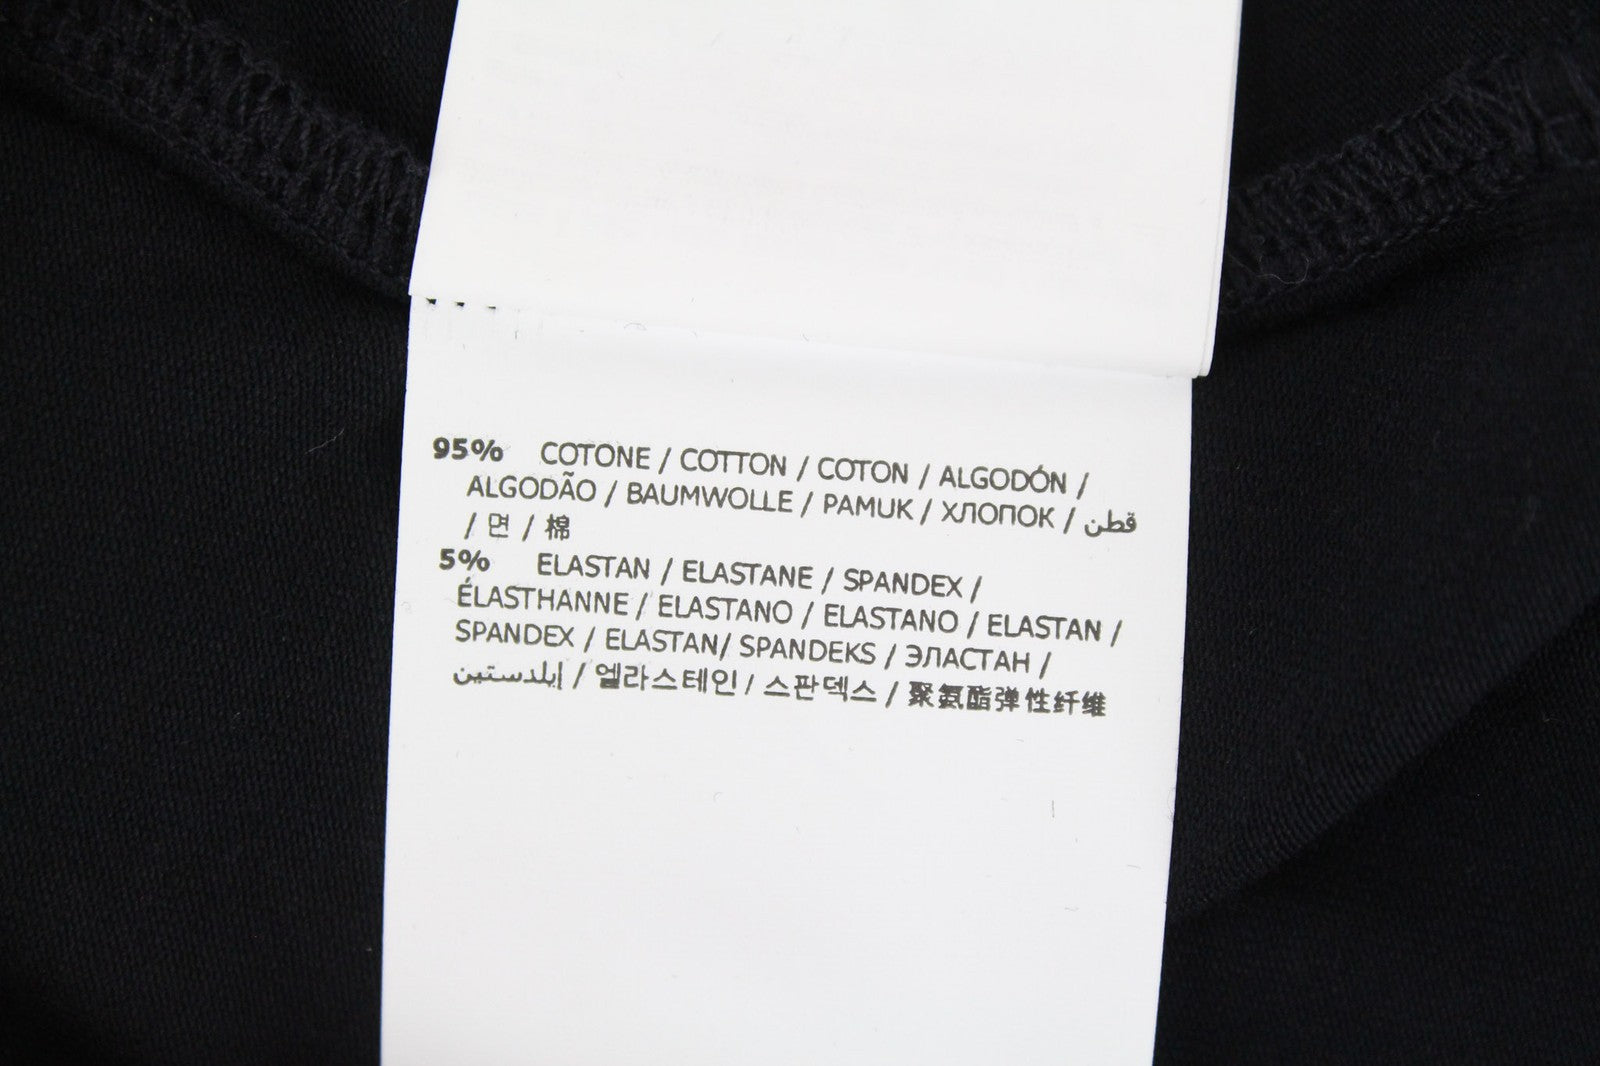 95% COTONE / COTTON / COTON / ALGODÓN /
ALGODÃO / BAUMWOLLE / PAMUK / ХЛОПОК / قطن
/ 면 / 棉
5% ELASTAN / ELASTANE / SPANDEX /
ÉLASTHANNE / ELASTANO / ELASTANO / ELASTAN /
SPANDEX / ELASTAN/ SPANDEKS / ЭЛАСТАН /
إيلدستين / 엘라스테인 / 스판덱스 / 聚氨酯弹性纤维